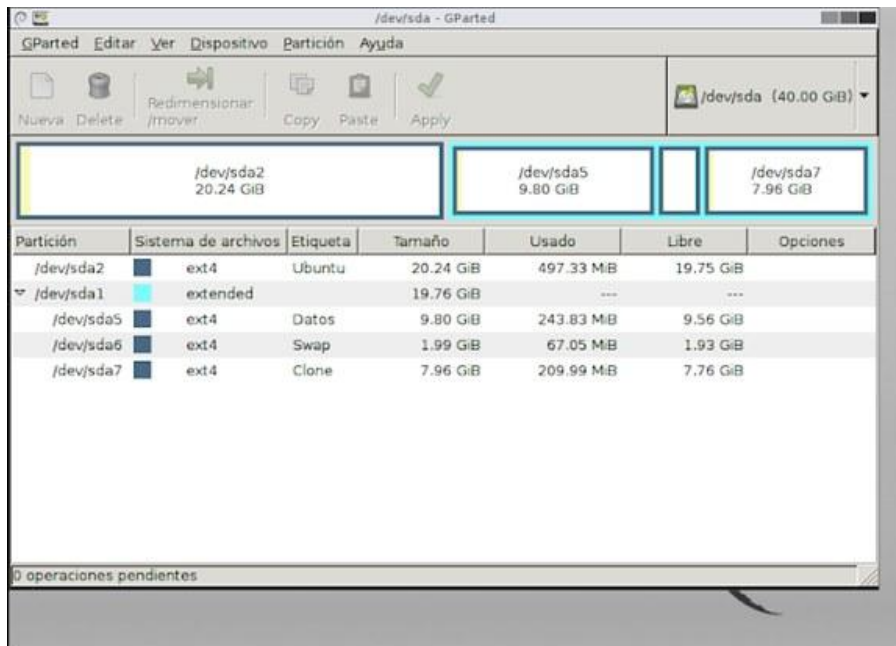 /dev/sda - GParted
GParted Editar Ver Dispositivo Partición Ayuda
Nueva Delete Redimensionar /mover Copy Paste Apply /dev/sda (40.00 GiB)
/dev/sda2 /dev/sda5 /dev/sda7
20.24 GiB 9.80 GiB 7.96 GiB
Partición Sistema de archivos Etiqueta Tamaño Usado Libre Opciones
/dev/sda2 ext4 Ubuntu 20.24 GiB 497.33 MiB 19.75 GiB
/dev/sda1 extended 19.76 GiB --- ---
/dev/sda5 ext4 Datos 9.80 GiB 243.83 MiB 9.56 GiB
/dev/sda6 ext4 Swap 1.99 GiB 67.05 MiB 1.93 GiB
/dev/sda7 ext4 Clone 7.96 GiB 209.99 MiB 7.76 GiB
0 operaciones pendientes